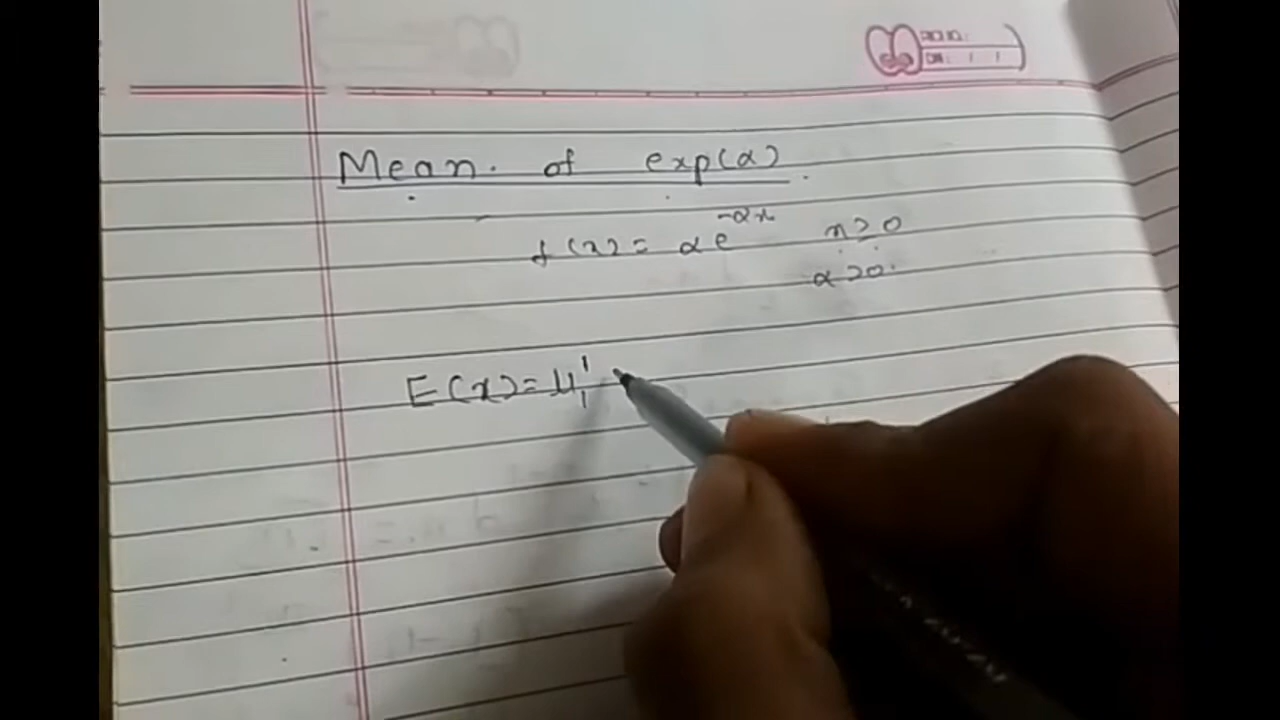 Mean. of exp(α).
f(x) = αe^{-αx} x ≥ 0
α > 0.
E(x) = μ₁'